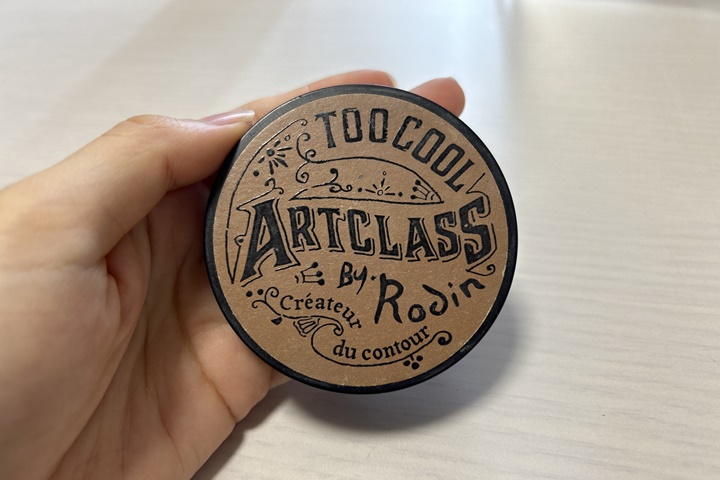 TOO COOL
ARTCLASS
By. Rodin
Créateur
du contour